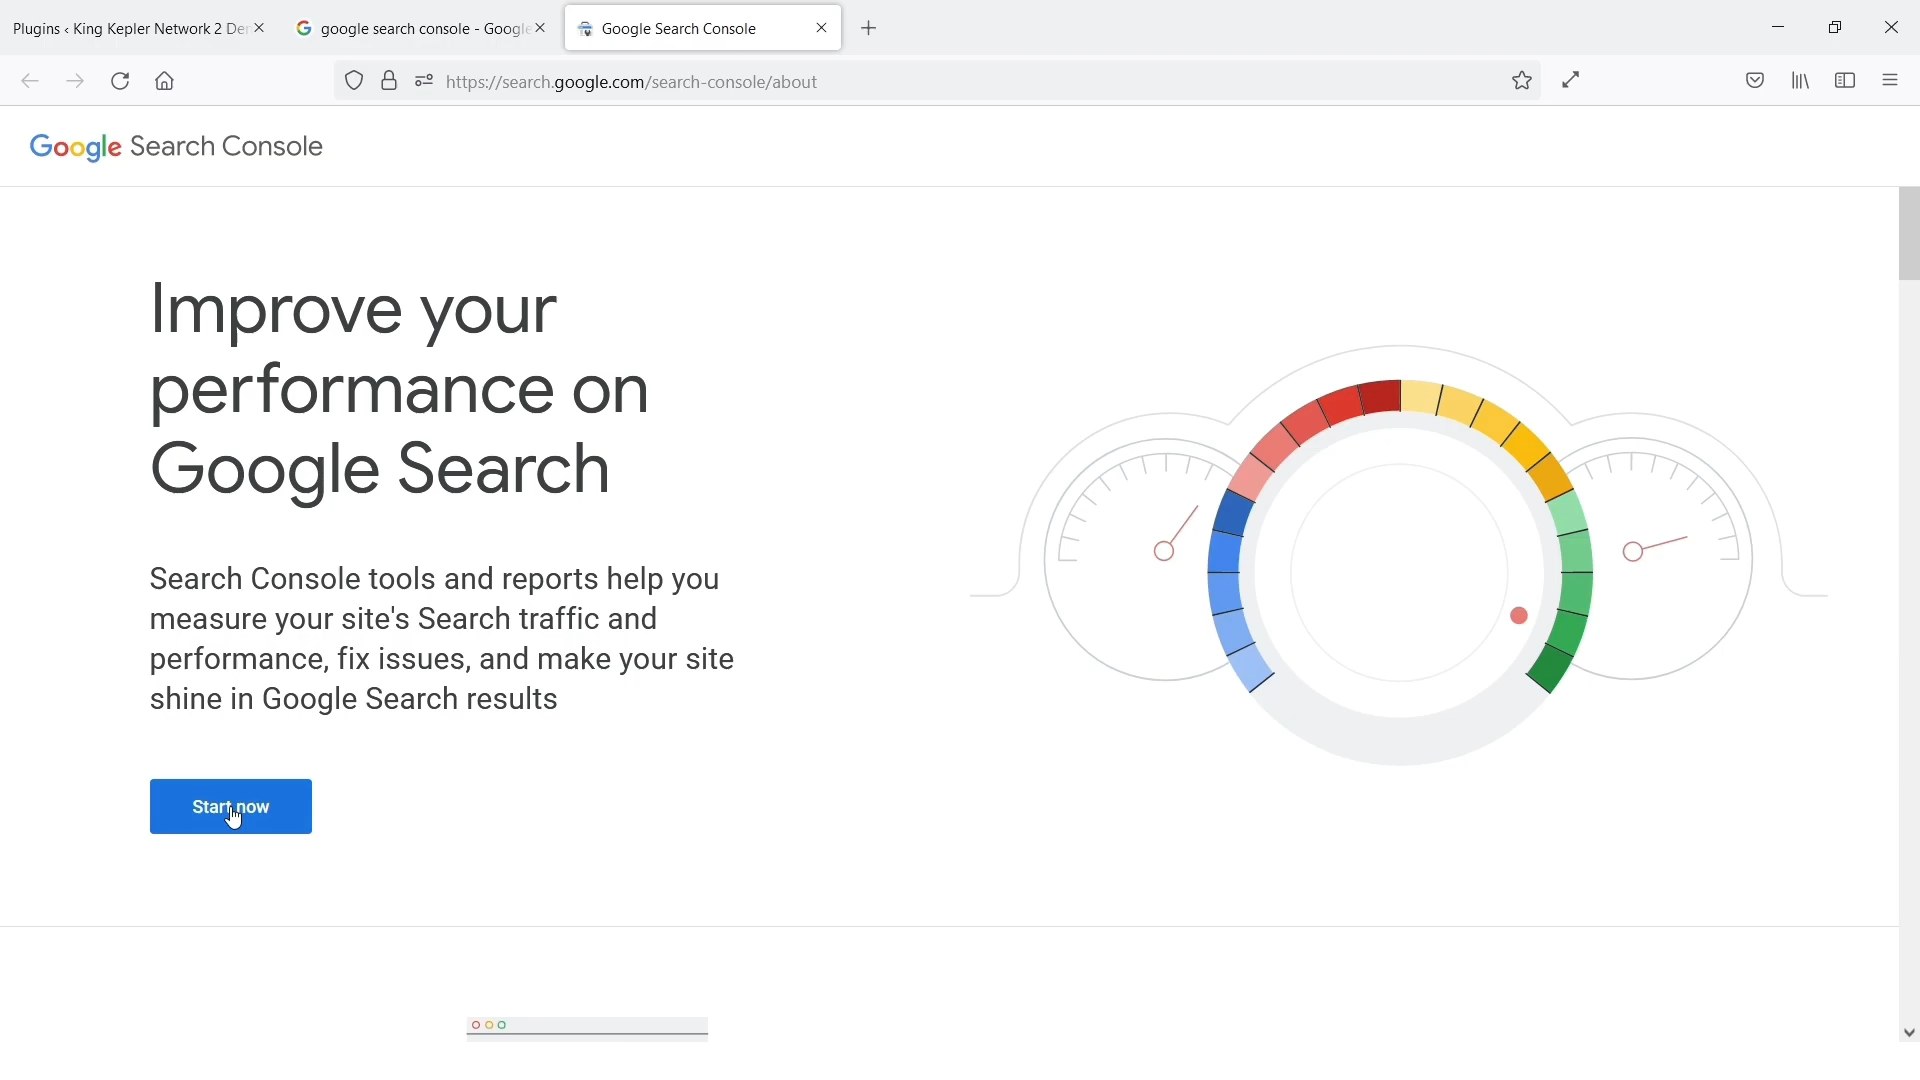 Plugins ‹ King Kepler Network 2 Der
google search console - Google
Google Search Console
https://search.google.com/search-console/about
Google Search Console
Improve your
performance on
Google Search
Search Console tools and reports help you
measure your site's Search traffic and
performance, fix issues, and make your site
shine in Google Search results
Start now